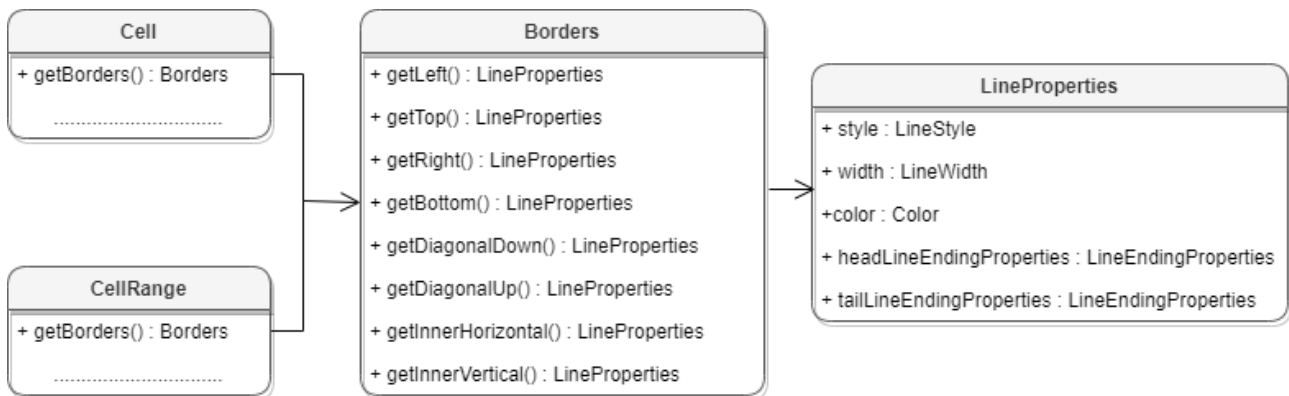 Cell
+ getBorders() : Borders
................................
CellRange
+ getBorders() : Borders
................................
Borders
+ getLeft() : LineProperties
+ getTop() : LineProperties
+ getRight() : LineProperties
+ getBottom() : LineProperties
+ getDiagonalDown() : LineProperties
+ getDiagonalUp() : LineProperties
+ getInnerHorizontal() : LineProperties
+ getInnerVertical() : LineProperties
LineProperties
+ style : LineStyle
+ width : LineWidth
+color : Color
+ headLineEndingProperties : LineEndingProperties
+ tailLineEndingProperties : LineEndingProperties